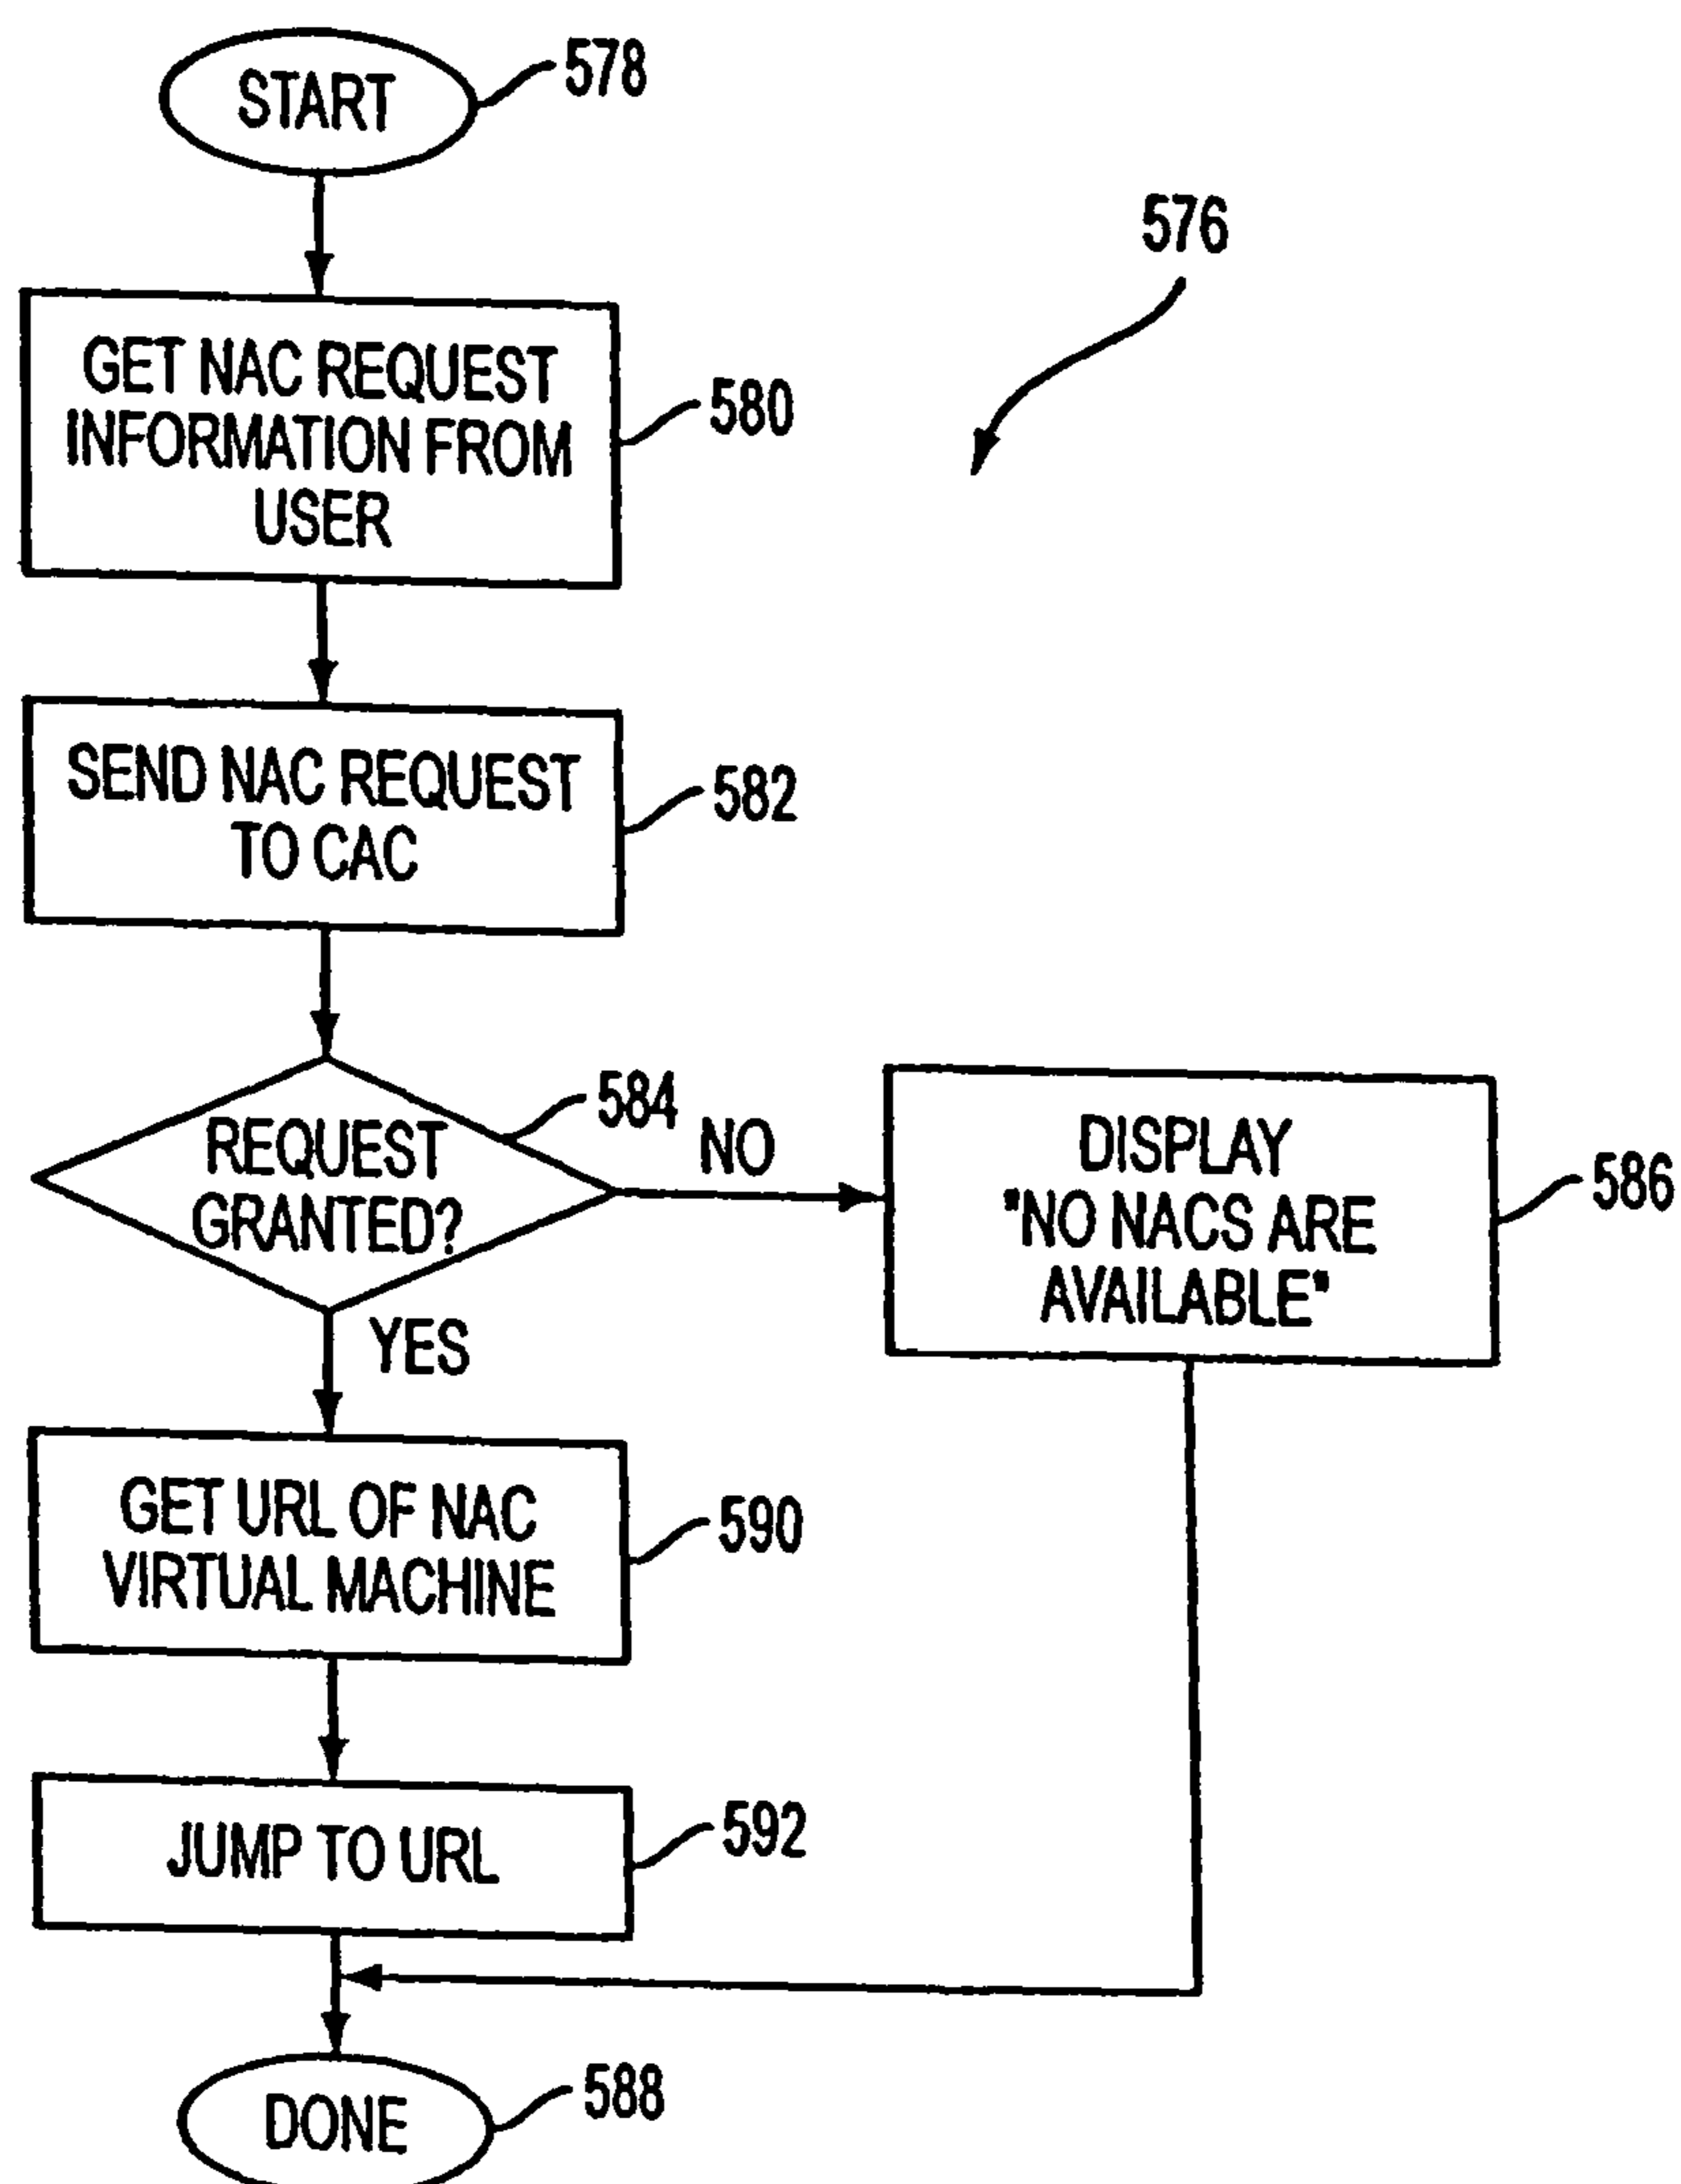 START
578
576
GET NAC REQUEST
INFORMATION FROM
USER
580
SEND NAC REQUEST
TO CAC
582
REQUEST
GRANTED?
584
NO
DISPLAY
"NO NACS ARE
AVAILABLE"
586
YES
GET URL OF NAC
VIRTUAL MACHINE
590
JUMP TO URL
592
DONE
588